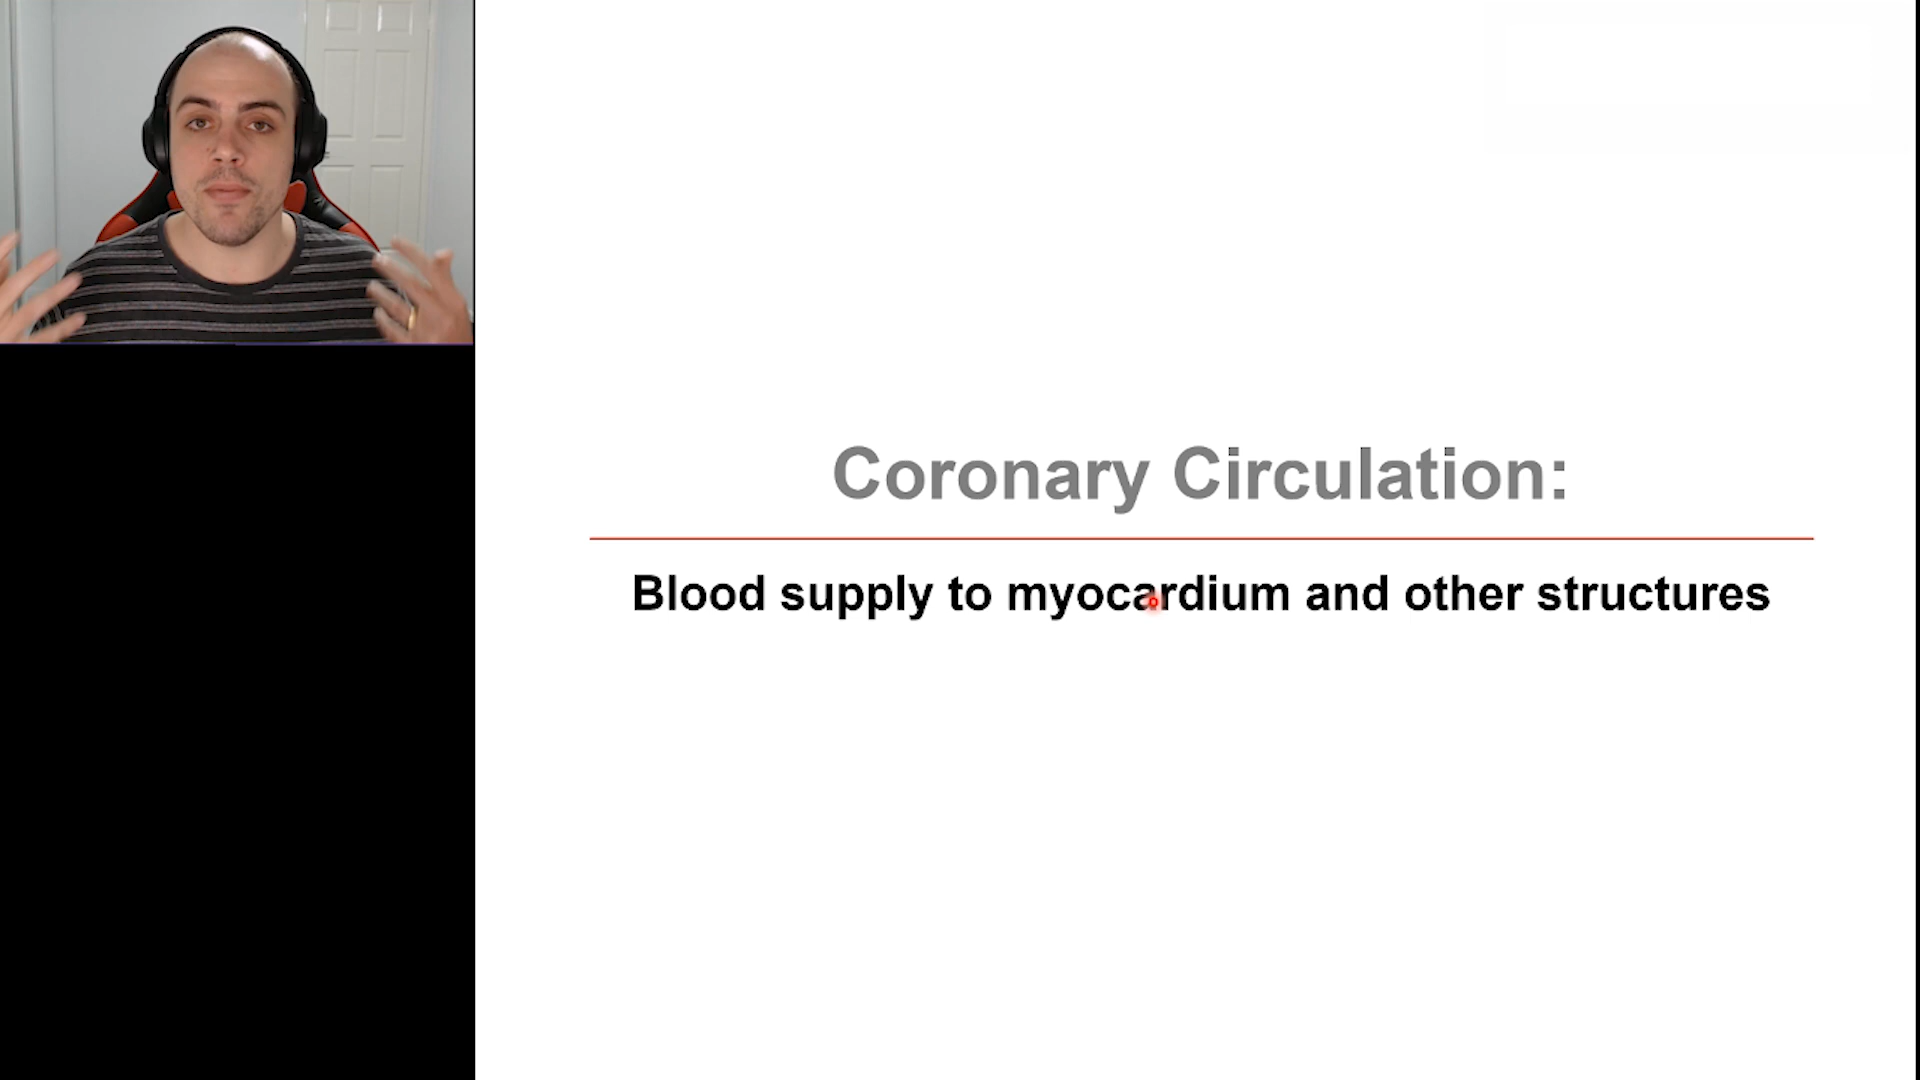 Coronary Circulation:
Blood supply to myocardium and other structures